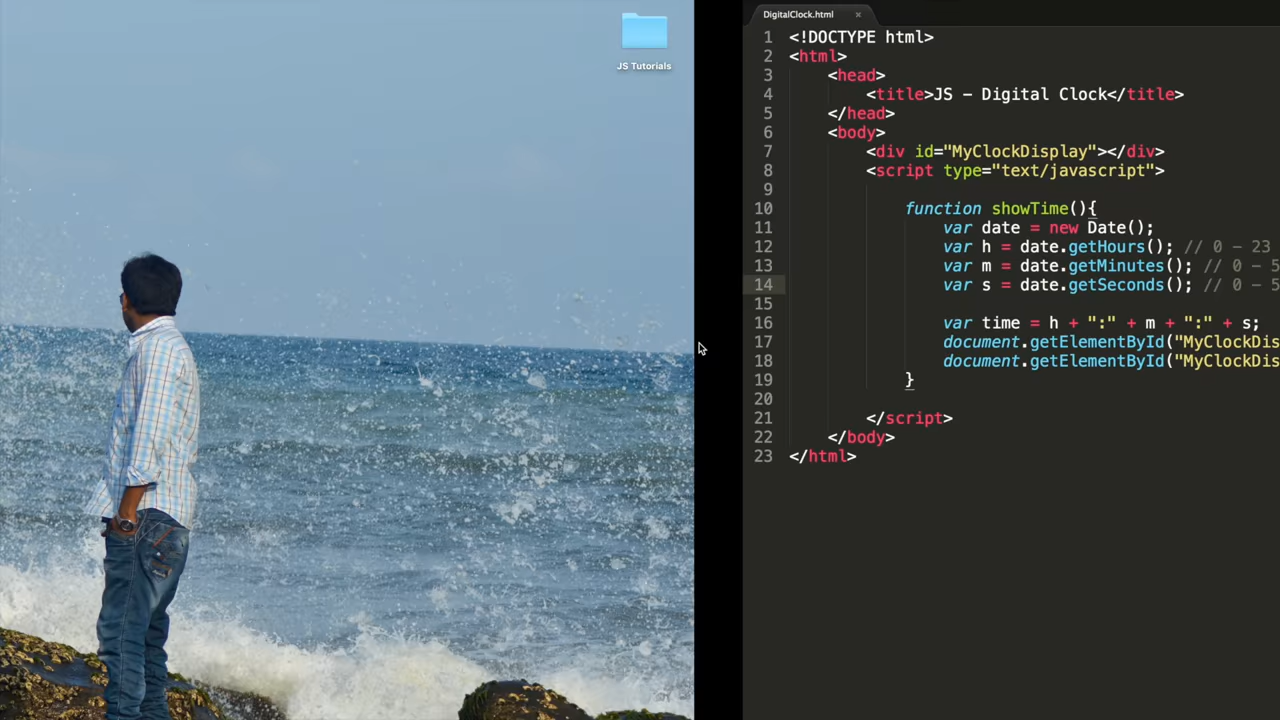 JS Tutorials
DigitalClock.html ×
1 <!DOCTYPE html>
2 <html>
3 <head>
4 <title>JS - Digital Clock</title>
5 </head>
6 <body>
7 <div id="MyClockDisplay"></div>
8 <script type="text/javascript">
9
10 function showTime(){
11 var date = new Date();
12 var h = date.getHours(); // 0 - 23
13 var m = date.getMinutes(); // 0 - 5
14 var s = date.getSeconds(); // 0 - 5
15
16 var time = h + ":" + m + ":" + s;
17 document.getElementById("MyClockDis
18 document.getElementById("MyClockDis
19 }
20
21 </script>
22 </body>
23 </html>